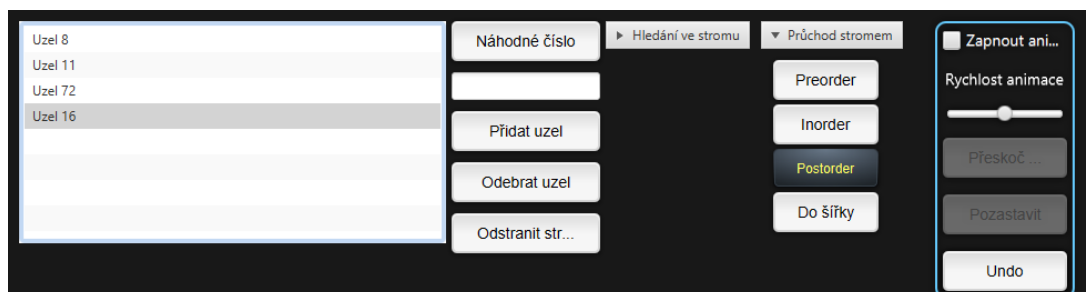 Uzel 8
Uzel 11
Uzel 72
Uzel 16
Náhodné číslo
Přidat uzel
Odebrat uzel
Odstranit str...
Hledání ve stromu
Průchod stromem
Preorder
Inorder
Postorder
Do šířky
Zapnout ani...
Rychlost animace
Přeskoč ...
Pozastavit
Undo